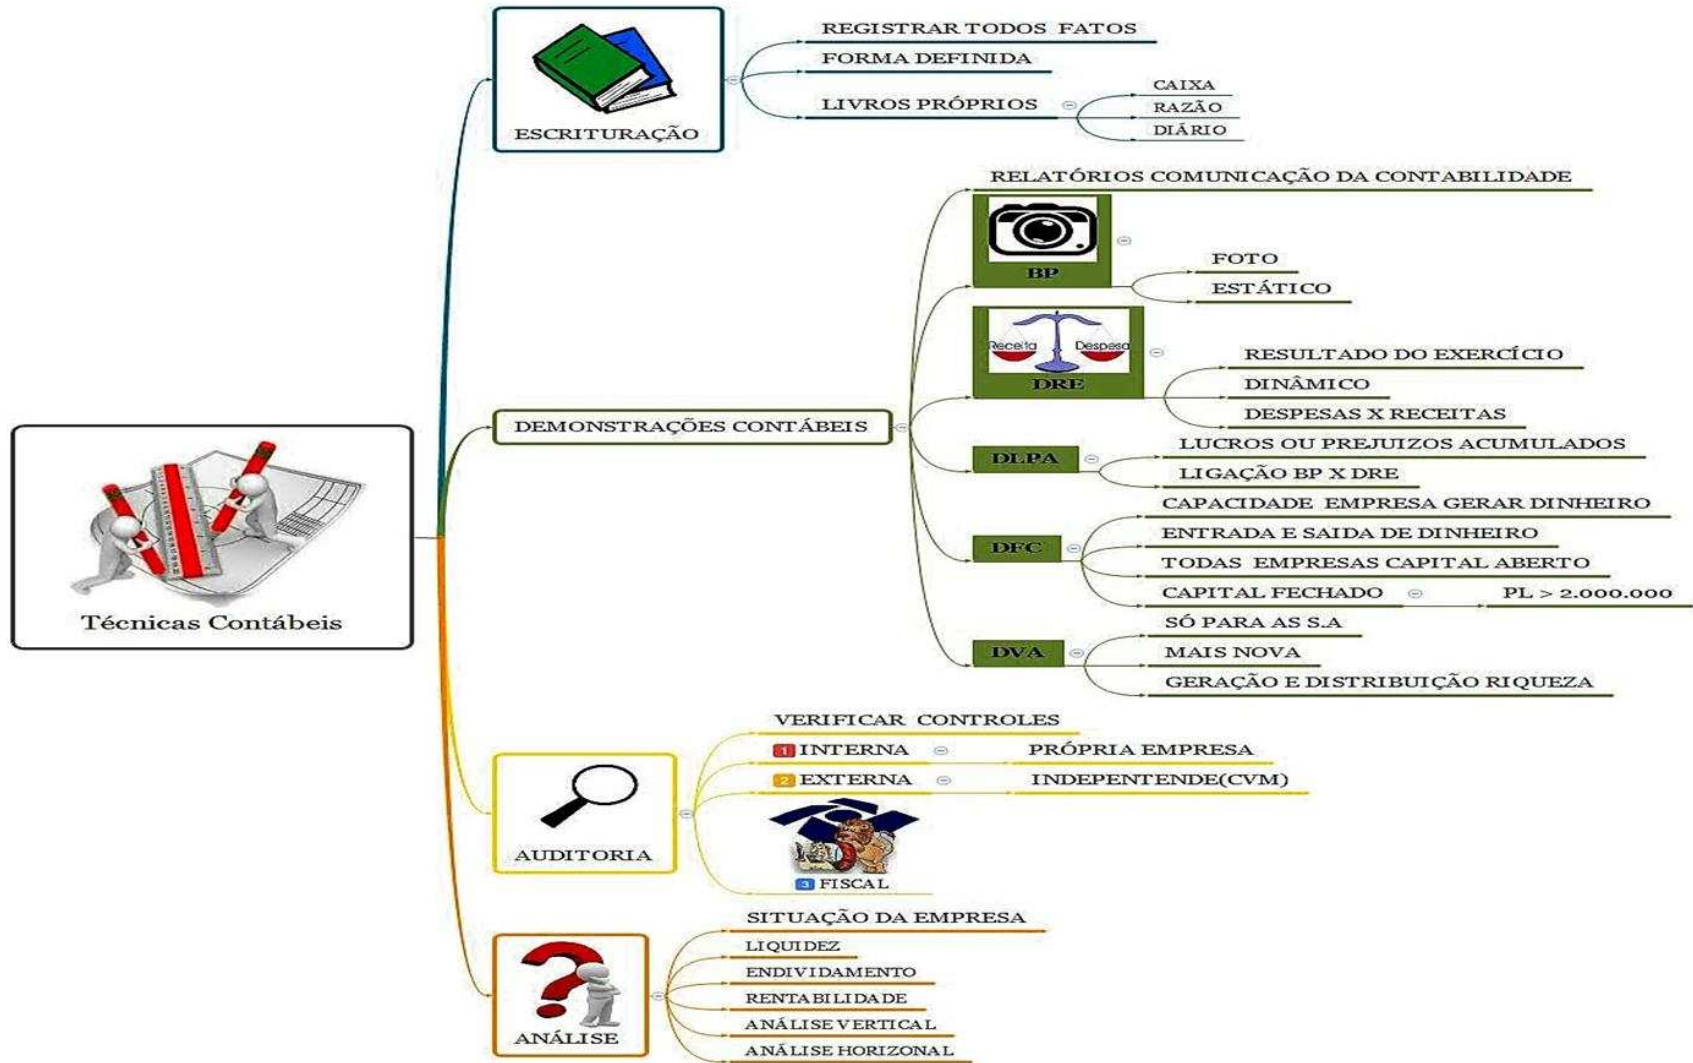 Técnicas Contábeis
ESCRITURAÇÃO
REGISTRAR TODOS FATOS
FORMA DEFINIDA
LIVROS PRÓPRIOS
CAIXA
RAZÃO
DIÁRIO
DEMONSTRAÇÕES CONTÁBEIS
RELATÓRIOS COMUNICAÇÃO DA CONTABILIDADE
BP
FOTO
ESTÁTICO
Receita Despesa
DRE
RESULTADO DO EXERCÍCIO
DINÂMICO
DESPESAS X RECEITAS
DLPA
LUCROS OU PREJUIZOS ACUMULADOS
LIGAÇÃO BP X DRE
DFC
CAPACIDADE EMPRESA GERAR DINHEIRO
ENTRADA E SAIDA DE DINHEIRO
TODAS EMPRESAS CAPITAL ABERTO
CAPITAL FECHADO
PL > 2.000.000
DVA
SÓ PARA AS S.A
MAIS NOVA
GERAÇÃO E DISTRIBUIÇÃO RIQUEZA
AUDITORIA
VERIFICAR CONTROLES
1 INTERNA
PRÓPRIA EMPRESA
2 EXTERNA
INDEPENTENDE(CVM)
3 FISCAL
ANÁLISE
SITUAÇÃO DA EMPRESA
LIQUIDEZ
ENDIVIDAMENTO
RENTABILIDADE
ANÁLISE VERTICAL
ANÁLISE HORIZONAL